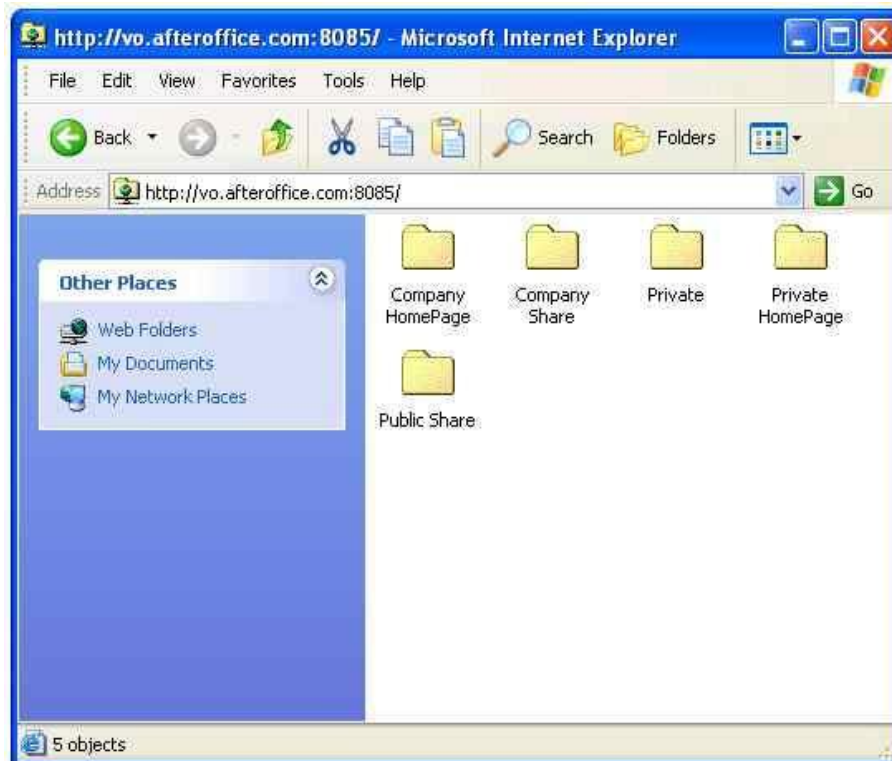 http://vo.afteroffice.com:8085/ - Microsoft Internet Explorer
File Edit View Favorites Tools Help
Back Search Folders
Address http://vo.afteroffice.com:8085/ Go
Other Places
Web Folders
My Documents
My Network Places
Company HomePage
Company Share
Private
Private HomePage
Public Share
5 objects